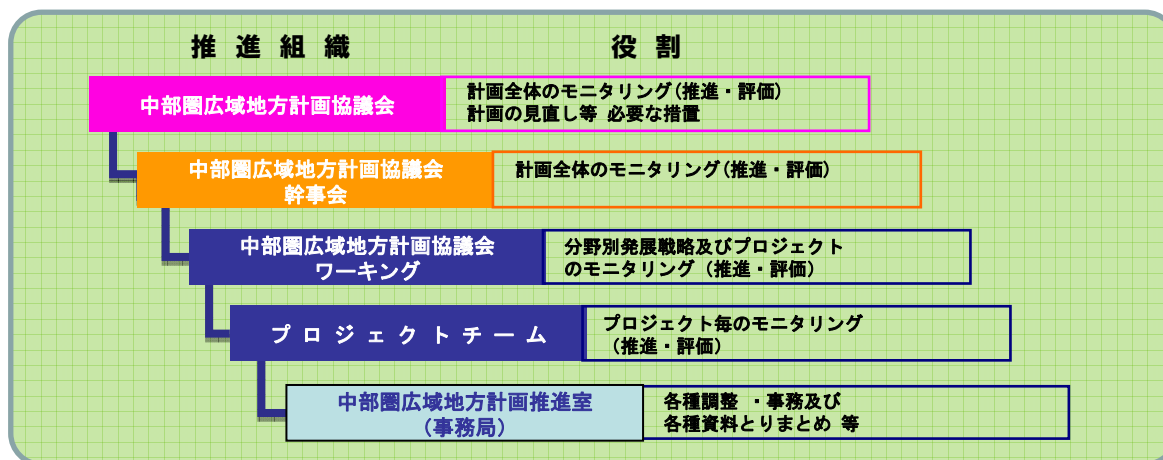 推 進 組 織
役 割
中部圏広域地方計画協議会
計画全体のモニタリング(推進・評価)
計画の見直し等 必要な措置
中部圏広域地方計画協議会
幹事会
計画全体のモニタリング(推進・評価)
中部圏広域地方計画協議会
ワーキング
分野別発展戦略及びプロジェクト
のモニタリング (推進・評価)
プ ロ ジ ェ ク ト チ ー ム
プロジェクト毎のモニタリング
(推進・評価)
中部圏広域地方計画推進室
(事務局)
各種調整 ・事務及び
各種資料とりまとめ 等